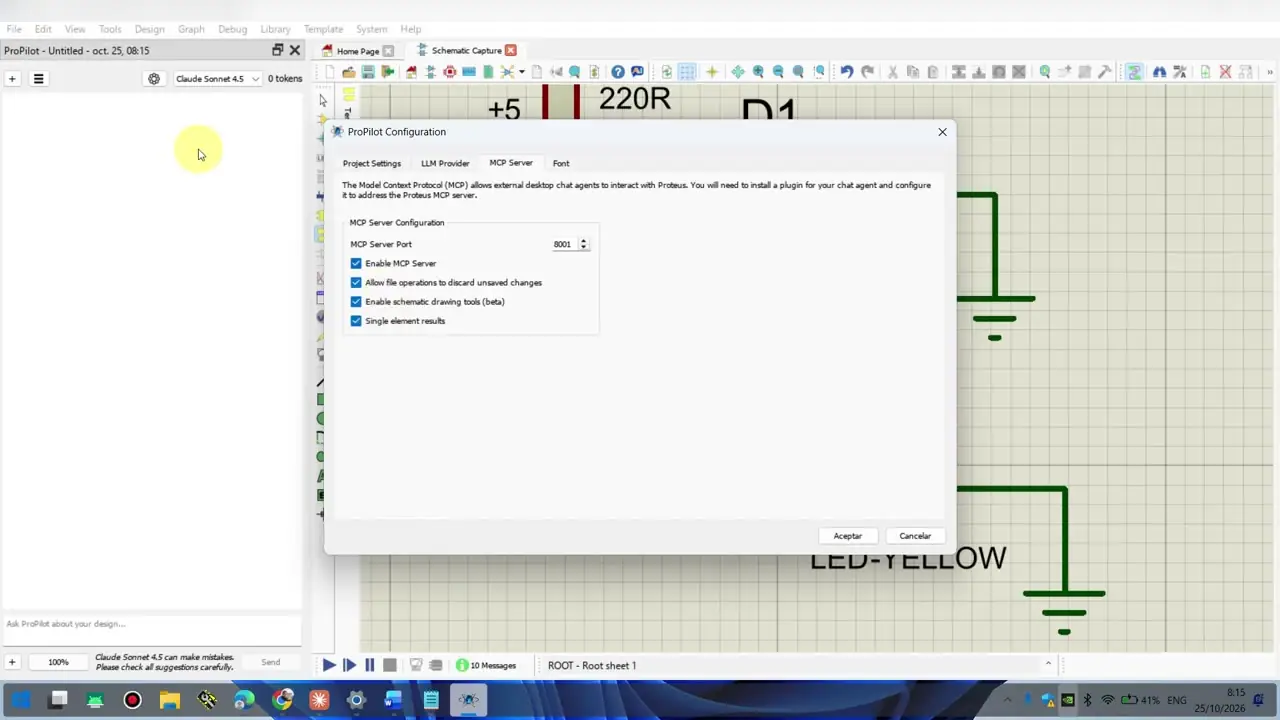 File Edit View Tools Design Graph Debug Library Template System Help
ProPilot - Untitled - oct. 25, 08:15
Home Page
Schematic Capture
Claude Sonnet 4.5
0 tokens
+5
220R
D1
ProPilot Configuration
Project Settings
LLM Provider
MCP Server
Font
The Model Context Protocol (MCP) allows external desktop chat agents to interact with Proteus. You will need to install a plugin for your chat agent and configure
it to address the Proteus MCP server.
MCP Server Configuration
MCP Server Port
8001
Enable MCP Server
Allow file operations to discard unsaved changes
Enable schematic drawing tools (beta)
Single element results
Aceptar
Cancelar
LED-YELLOW
Ask ProPilot about your design...
100%
Claude Sonnet 4.5 can make mistakes.
Please check all suggestions carefully.
Send
10 Messages
ROOT - Root sheet 1
41%
ENG
8:15
25/10/2026